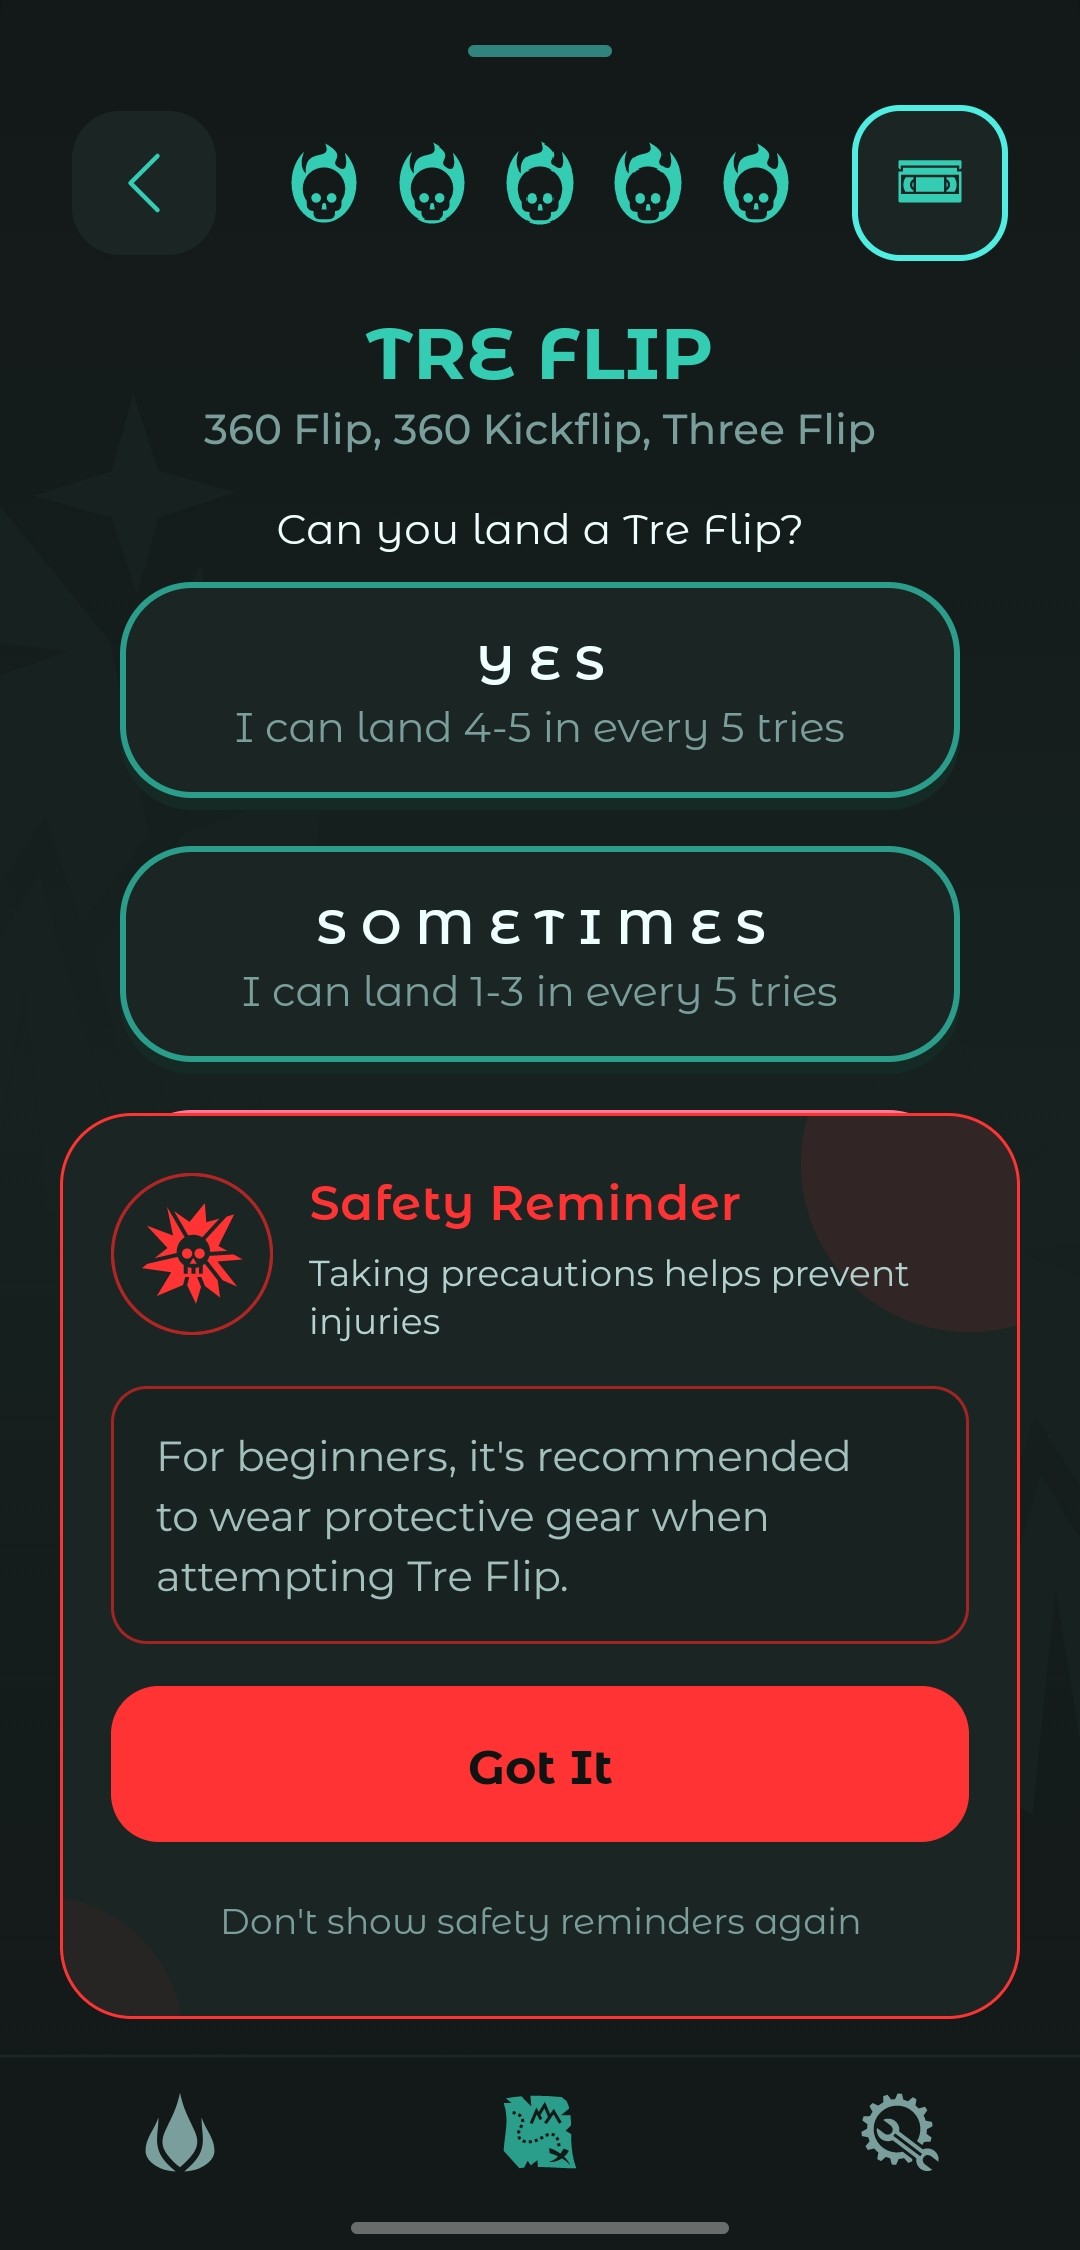 TRE FLIP
360 Flip, 360 Kickflip, Three Flip
Can you land a Tre Flip?
YES
I can land 4-5 in every 5 tries
SOMETIMES
I can land 1-3 in every 5 tries
Safety Reminder
Taking precautions helps prevent
injuries
For beginners, it's recommended
to wear protective gear when
attempting Tre Flip.
Got It
Don't show safety reminders again